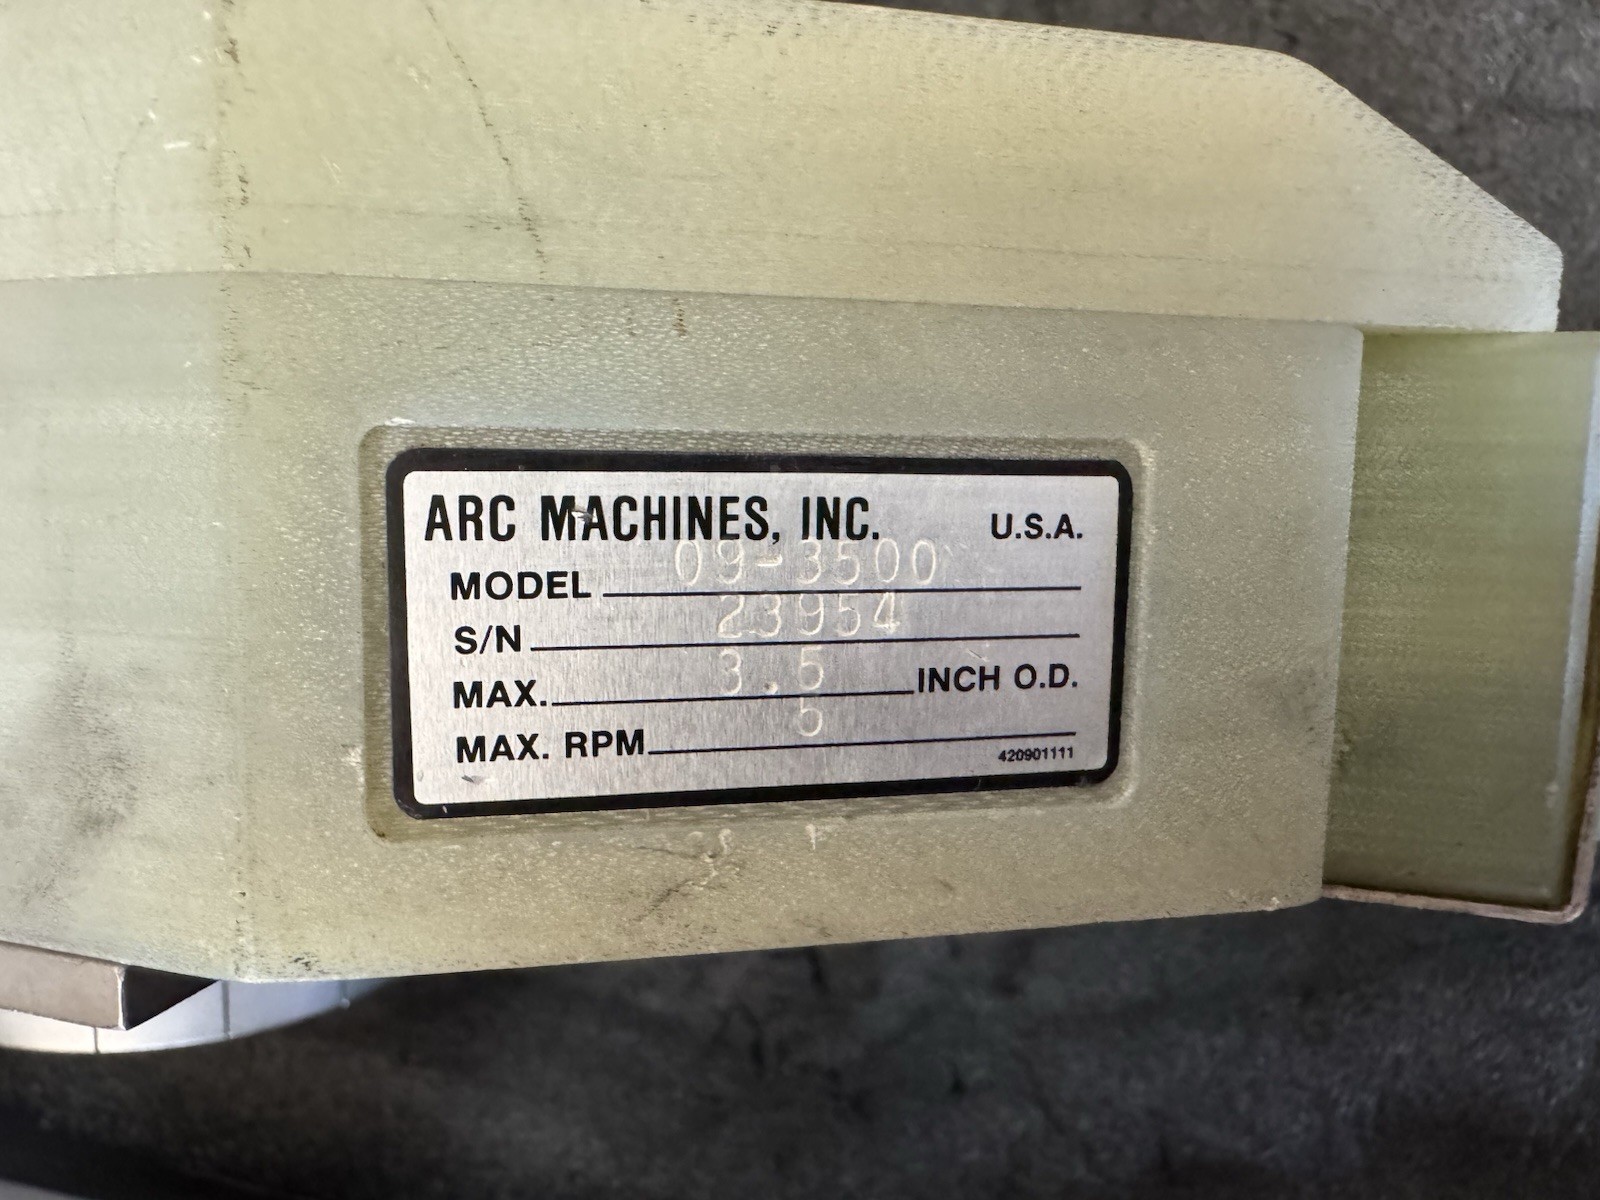 ARC MACHINES, INC. U.S.A.
MODEL 09-3500
S/N 23954
MAX. 3.5 INCH O.D.
MAX. RPM 5
420901111